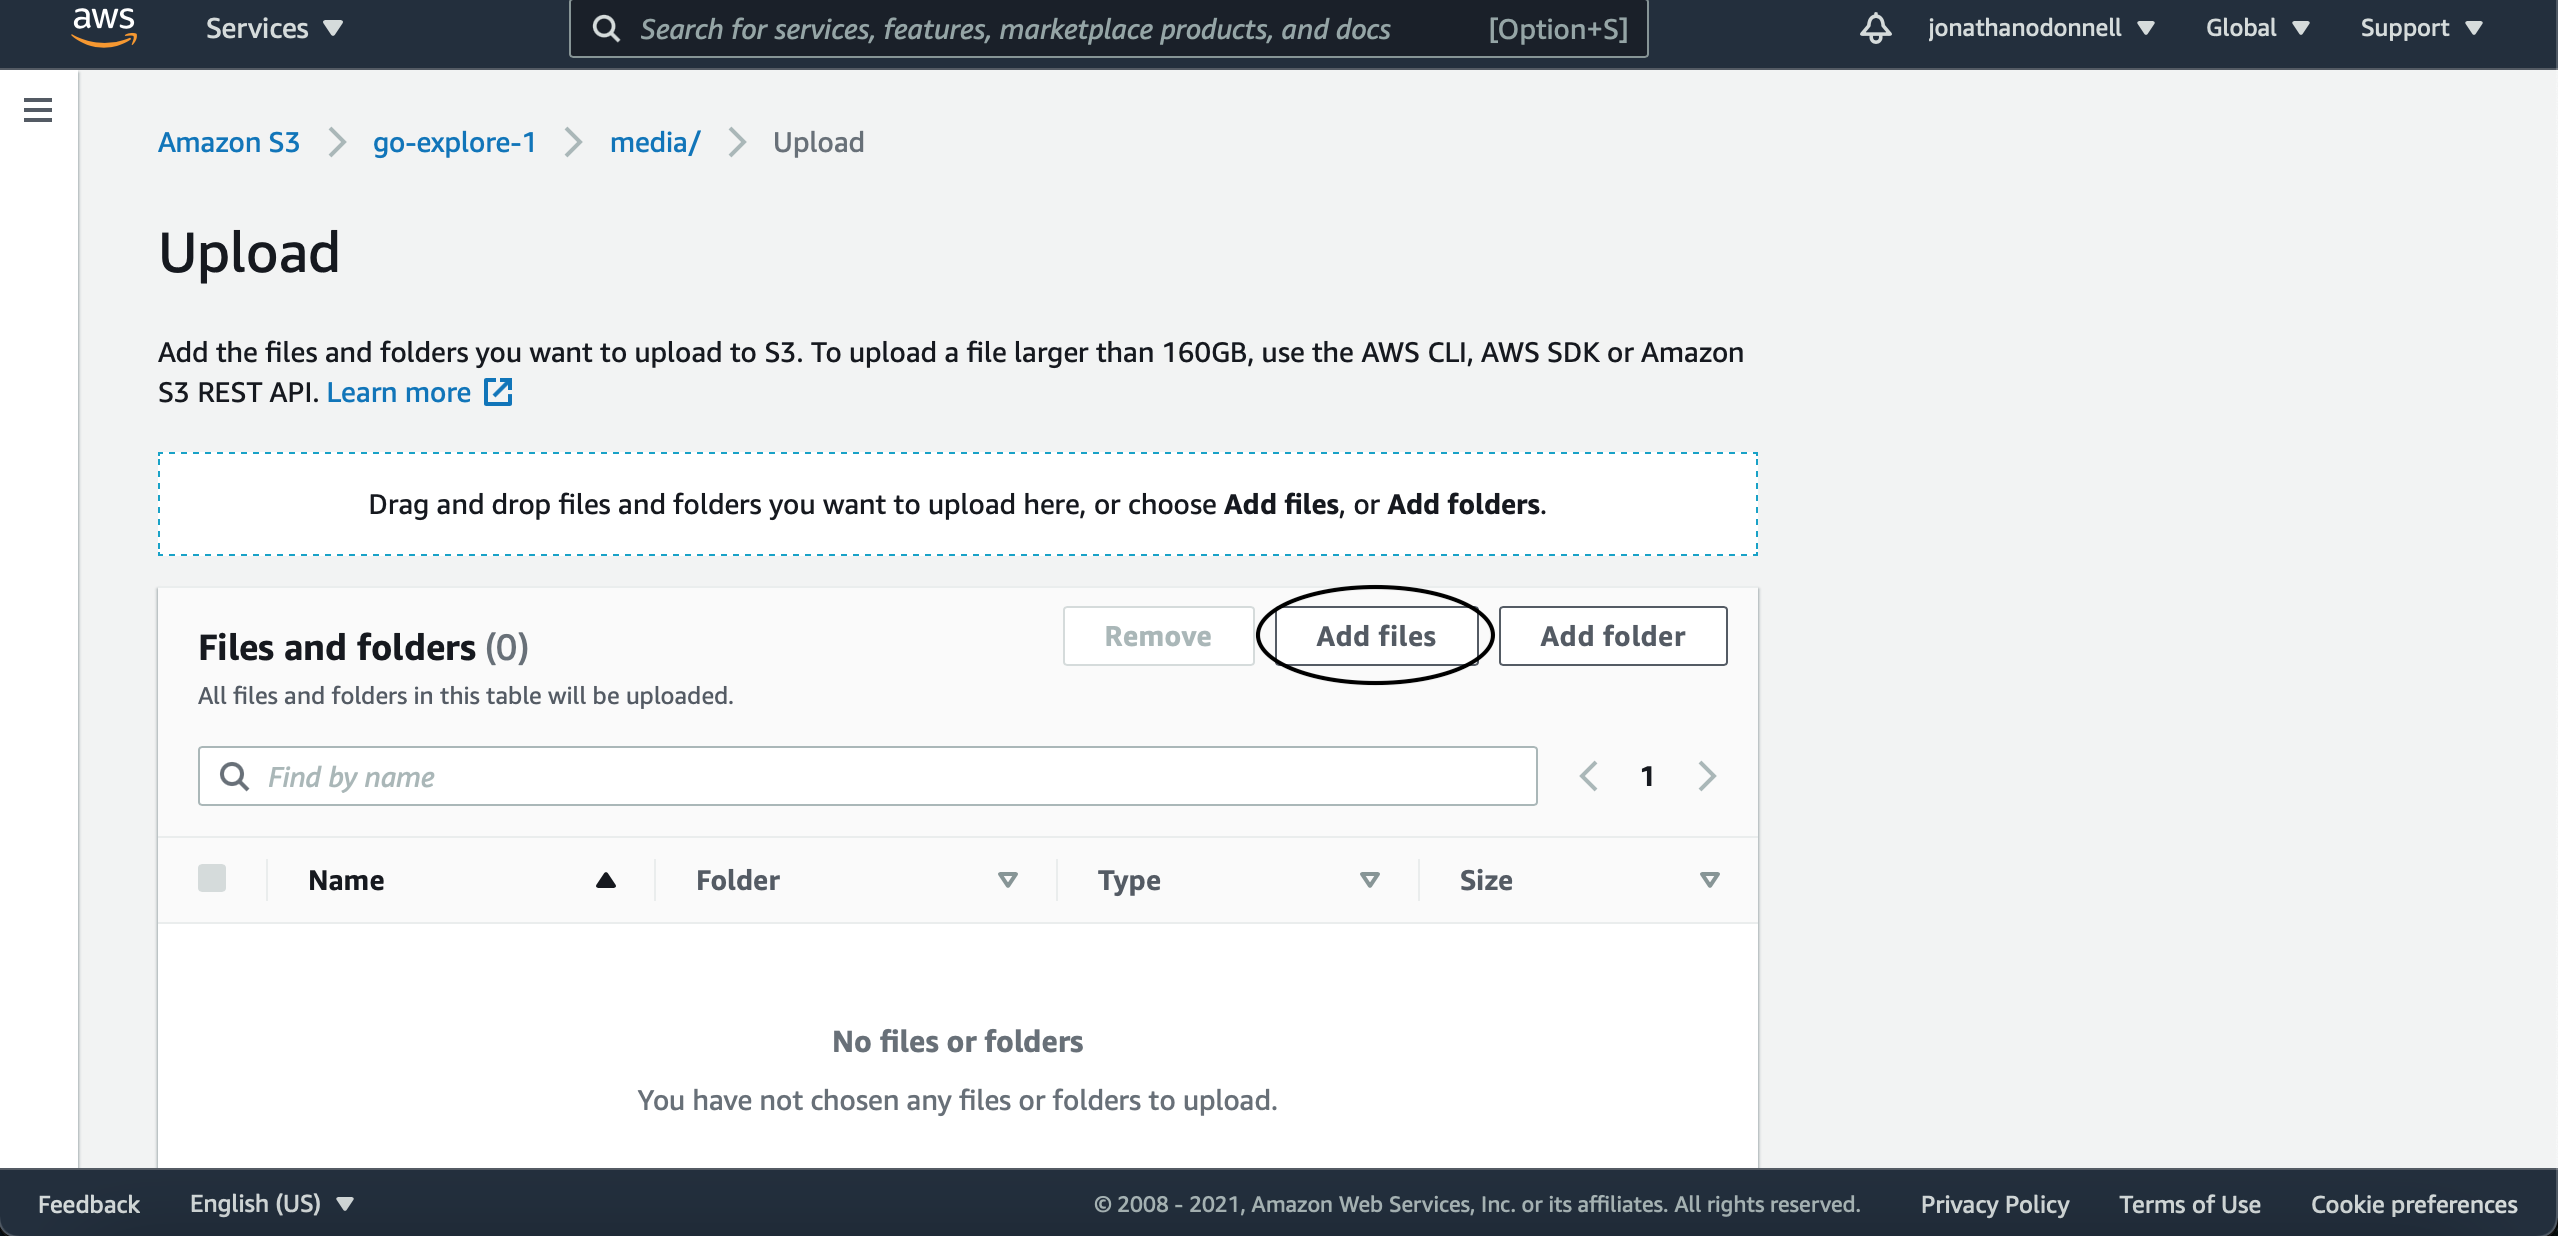 aws
Services
Search for services, features, marketplace products, and docs
[Option+S]
jonathanodonnell
Global
Support
Amazon S3
go-explore-1
media/
Upload
Upload
Add the files and folders you want to upload to S3. To upload a file larger than 160GB, use the AWS CLI, AWS SDK or Amazon
S3 REST API. Learn more
Drag and drop files and folders you want to upload here, or choose Add files, or Add folders.
Files and folders (0)
Remove
Add files
Add folder
All files and folders in this table will be uploaded.
Find by name
1
Name
Folder
Type
Size
No files or folders
You have not chosen any files or folders to upload.
Feedback
English (US)
© 2008 - 2021, Amazon Web Services, Inc. or its affiliates. All rights reserved.
Privacy Policy
Terms of Use
Cookie preferences